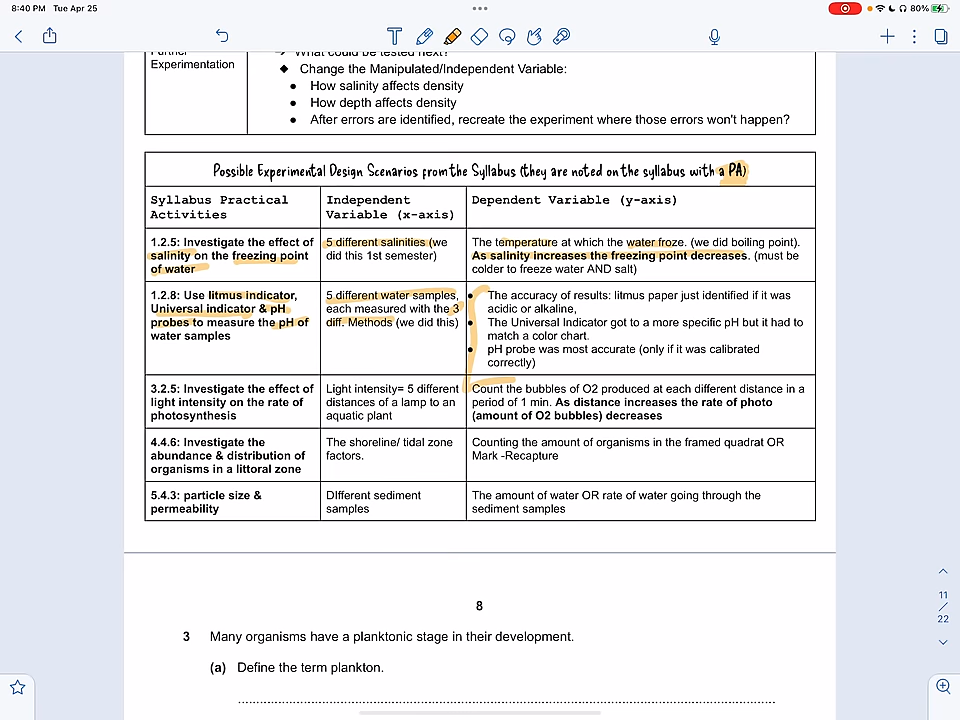 8:40 PM Tue Apr 25
80%
Further
Experimentation
What could be tested next?
Change the Manipulated/Independent Variable:
How salinity affects density
How depth affects density
After errors are identified, recreate the experiment where those errors won't happen?
Possible Experimental Design Scenarios from the Syllabus (they are noted on the syllabus with a PA)
Syllabus Practical
Activities
Independent
Variable (x-axis)
Dependent Variable (y-axis)
1.2.5: Investigate the effect of
salinity on the freezing point
of water
5 different salinities (we
did this 1st semester)
The temperature at which the water froze. (we did boiling point).
As salinity increases the freezing point decreases. (must be
colder to freeze water AND salt)
1.2.8: Use litmus indicator,
Universal indicator & pH
probes to measure the pH of
water samples
5 different water samples,
each measured with the 3
diff. Methods (we did this)
The accuracy of results: litmus paper just identified if it was
acidic or alkaline,
The Universal Indicator got to a more specific pH but it had to
match a color chart.
pH probe was most accurate (only if it was calibrated
correctly)
3.2.5: Investigate the effect of
light intensity on the rate of
photosynthesis
Light intensity= 5 different
distances of a lamp to an
aquatic plant
Count the bubbles of O2 produced at each different distance in a
period of 1 min. As distance increases the rate of photo
(amount of O2 bubbles) decreases
4.4.6: Investigate the
abundance & distribution of
organisms in a littoral zone
The shoreline/ tidal zone
factors.
Counting the amount of organisms in the framed quadrat OR
Mark -Recapture
5.4.3: particle size &
permeability
DIfferent sediment
samples
The amount of water OR rate of water going through the
sediment samples
11
/
22
8
3 Many organisms have a planktonic stage in their development.
(a) Define the term plankton.